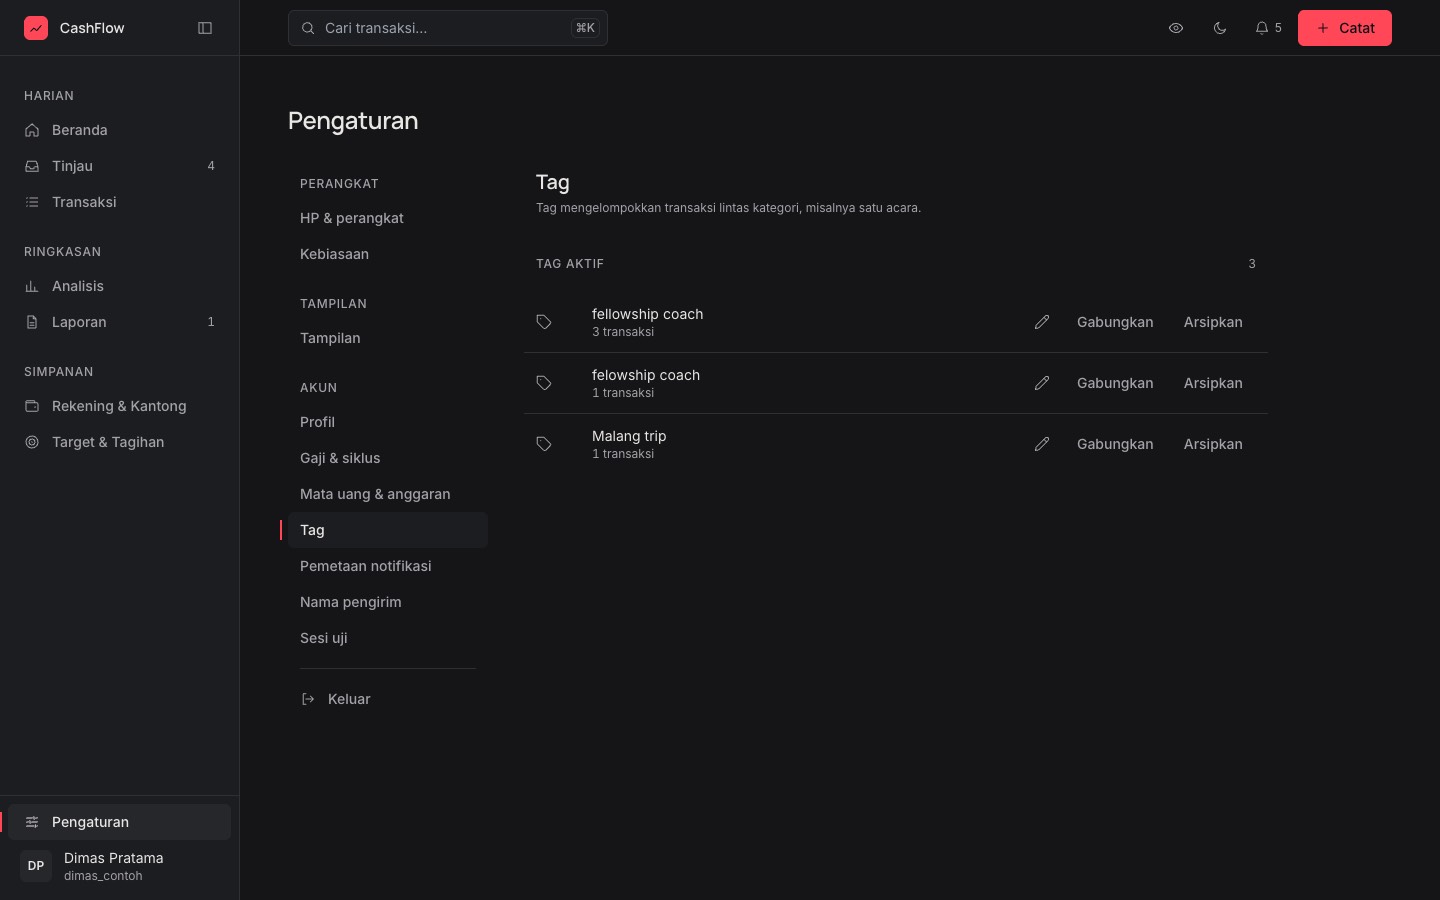 CashFlow
Cari transaksi...
⌘K
5
Catat
HARIAN
Beranda
Tinjau 4
Transaksi
RINGKASAN
Analisis
Laporan 1
SIMPANAN
Rekening & Kantong
Target & Tagihan
Pengaturan
DP
Dimas Pratama
dimas_contoh
Pengaturan
PERANGKAT
HP & perangkat
Kebiasaan
TAMPILAN
Tampilan
AKUN
Profil
Gaji & siklus
Mata uang & anggaran
Tag
Pemetaan notifikasi
Nama pengirim
Sesi uji
Keluar
Tag
Tag mengelompokkan transaksi lintas kategori, misalnya satu acara.
TAG AKTIF 3
fellowship coach
3 transaksi
Gabungkan Arsipkan
felowship coach
1 transaksi
Gabungkan Arsipkan
Malang trip
1 transaksi
Gabungkan Arsipkan